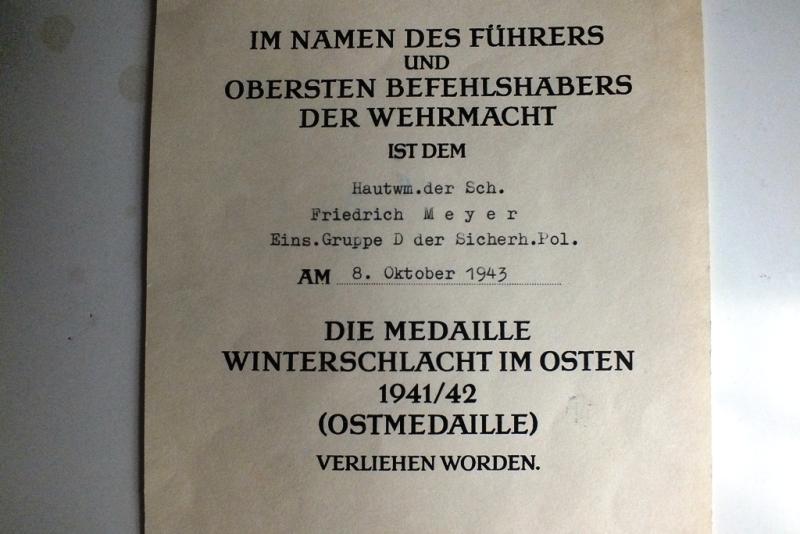 IM NAMEN DES FÜHRERS
UND
OBERSTEN BEFEHLSHABERS
DER WEHRMACHT
IST DEM
Hautwm.der Sch.
Friedrich M e y e r
Eins.Gruppe D der Sicherh.Pol.
AM 8. Oktober 1943
DIE MEDAILLE
WINTERSCHLACHT IM OSTEN
1941/42
(OSTMEDAILLE)
VERLIEHEN WORDEN.